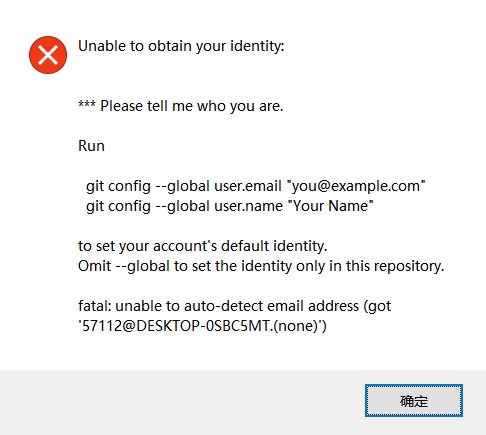 Unable to obtain your identity:
*** Please tell me who you are.
Run
git config --global user.email "you@example.com"
git config --global user.name "Your Name"
to set your account's default identity.
Omit --global to set the identity only in this repository.
fatal: unable to auto-detect email address (got
'57112@DESKTOP-0SBC5MT.(none)')
确定